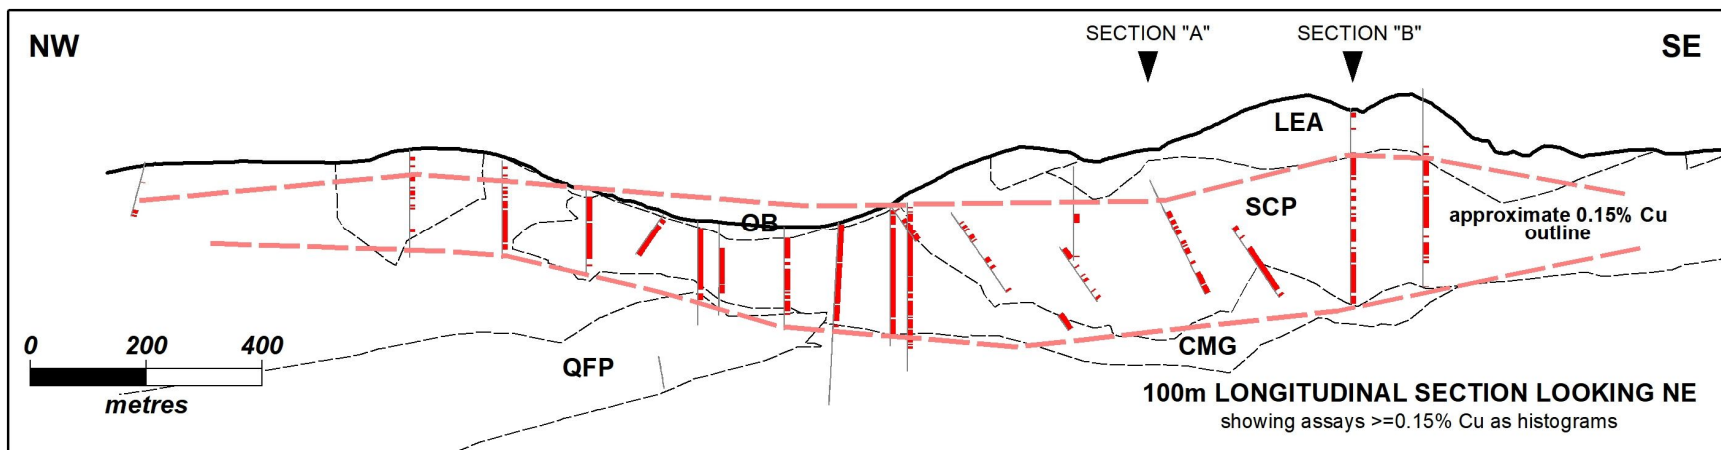 SECTION "A"
SECTION "B"
NW
SE
LEA
SCP
OB
approximate 0.15% Cu
outline
0 200 400
CMG
QFP
metres
100m LONGITUDINAL SECTION LOOKING NE
showing assays >=0.15% Cu as histograms